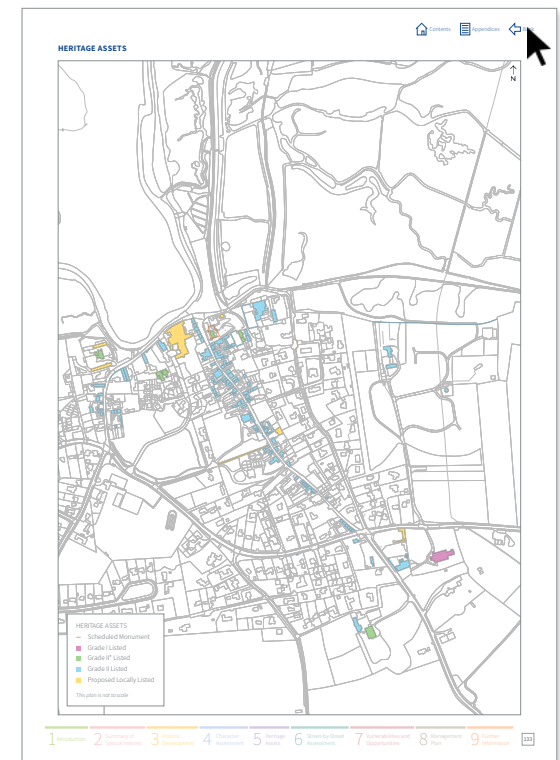 Contents
Appendices
HERITAGE ASSETS
N
HERITAGE ASSETS
Scheduled Monument
Grade I Listed
Grade II* Listed
Grade II Listed
Proposed Locally Listed
This plan is not to scale
1 Introduction
2 Summary of
Special Interest
3 Historic
Development
4 Character
Assessment
5 Heritage
Assets
6 Street by Street
Assessment
7 Vulnerabilities and
Opportunities
8 Management
Plan
9 Further
Information
133